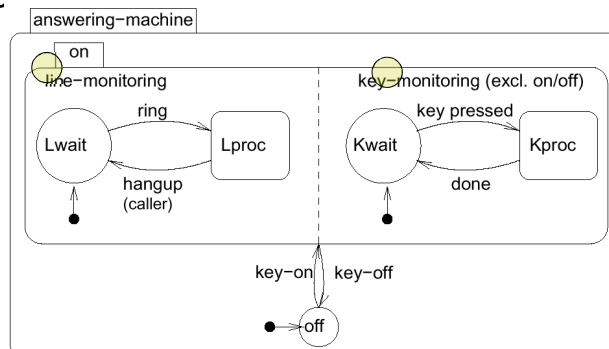 answering-machine
on
line-monitoring
key-monitoring (excl. on/off)
ring
key pressed
Lwait
Lproc
Kwait
Kproc
hangup
(caller)
done
key-on
key-off
off